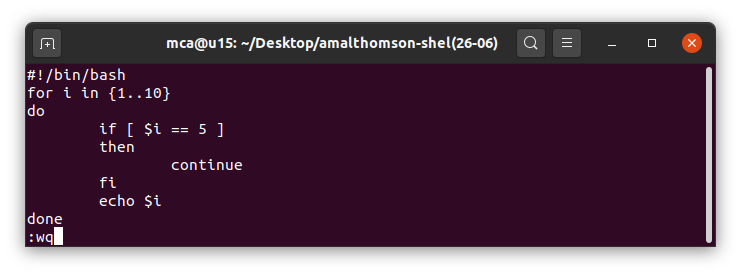 mca@u15: ~/Desktop/amalthomson-shel(26-06)
#!/bin/bash
for i in {1..10}
do
        if [ $i == 5 ]
        then
                continue
        fi
        echo $i
done
:wq